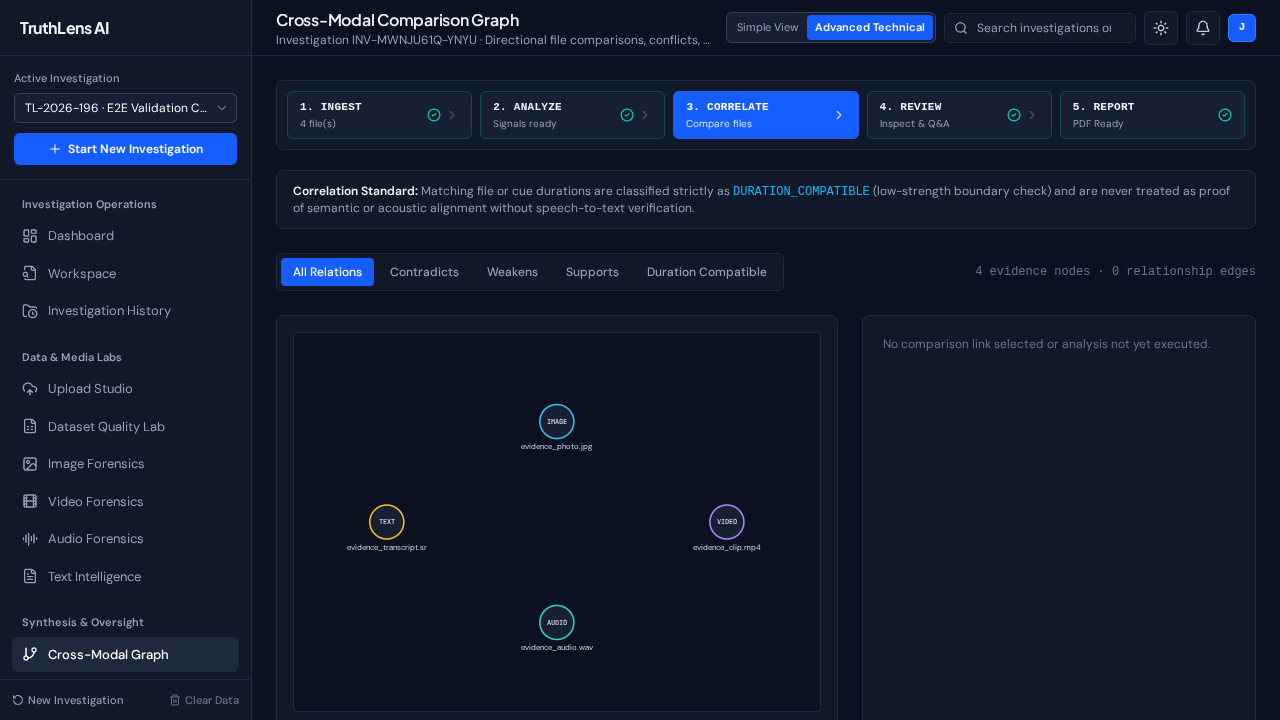 TruthLens AI
Active Investigation
TL-2026-196 · E2E Validation C...
Start New Investigation
Investigation Operations
Dashboard
Workspace
Investigation History
Data & Media Labs
Upload Studio
Dataset Quality Lab
Image Forensics
Video Forensics
Audio Forensics
Text Intelligence
Synthesis & Oversight
Cross-Modal Graph
New Investigation
Clear Data
Cross-Modal Comparison Graph
Investigation INV-MWNJU61Q-YNYU · Directional file comparisons, conflicts, ...
Simple View
Advanced Technical
Search investigations or
J
1. INGEST
4 file(s)
2. ANALYZE
Signals ready
3. CORRELATE
Compare files
4. REVIEW
Inspect & Q&A
5. REPORT
PDF Ready
Correlation Standard: Matching file or cue durations are classified strictly as DURATION_COMPATIBLE (low-strength boundary check) and are never treated as proof
of semantic or acoustic alignment without speech-to-text verification.
All Relations
Contradicts
Weakens
Supports
Duration Compatible
4 evidence nodes · 0 relationship edges
IMAGE
evidence_photo.jpg
TEXT
evidence_transcript.sr
VIDEO
evidence_clip.mp4
AUDIO
evidence_audio.wav
No comparison link selected or analysis not yet executed.